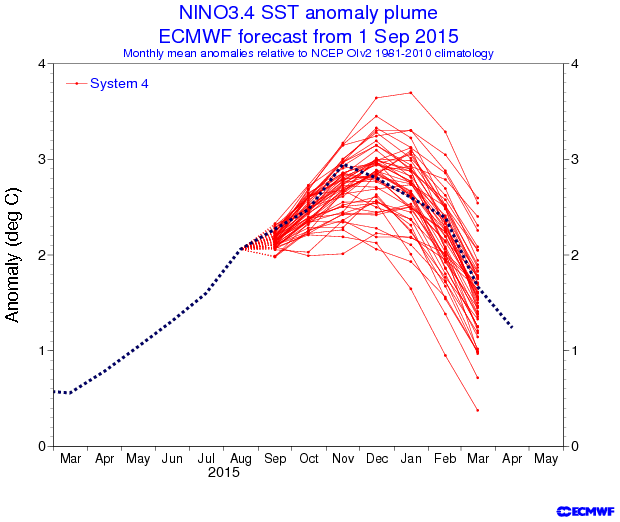 NINO3.4 SST anomaly plume
ECMWF forecast from 1 Sep 2015
Monthly mean anomalies relative to NCEP OIv2 1981-2010 climatology
System 4
Anomaly (deg C)
4 4
3 3
2 2
1 1
0 0
Mar Apr May Jun Jul Aug Sep Oct Nov Dec Jan Feb Mar Apr May
2015
ECMWF